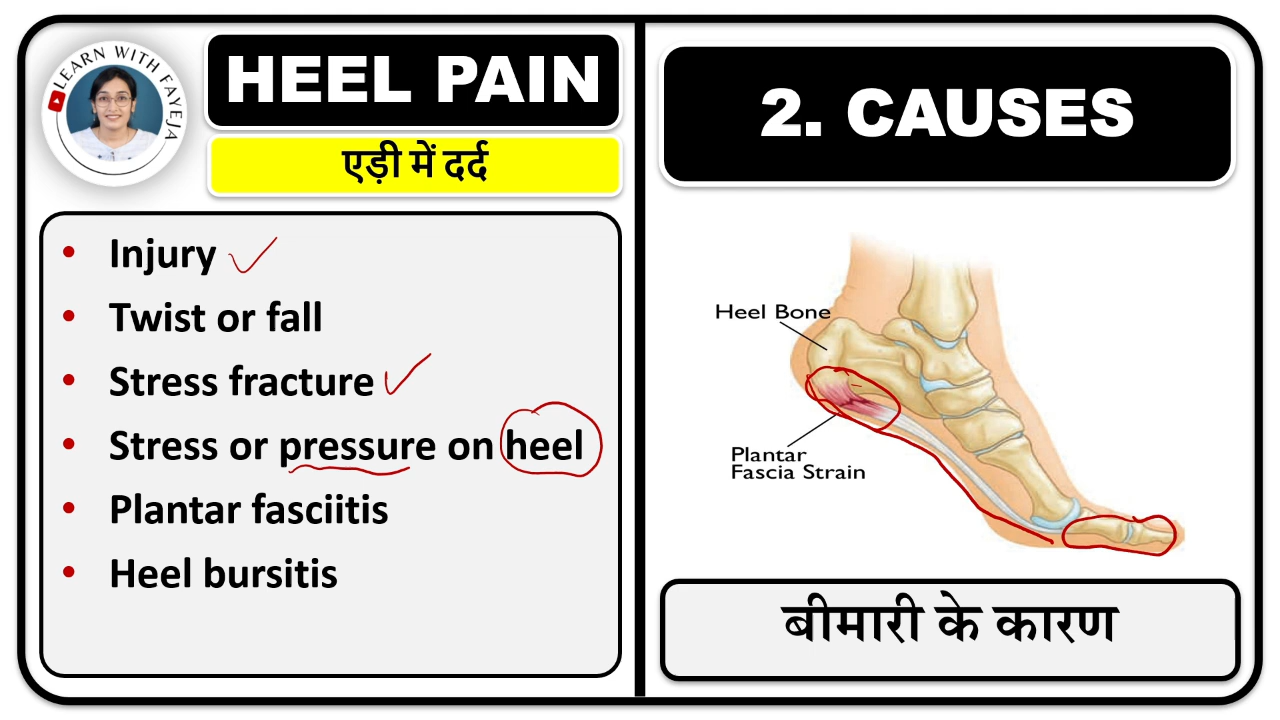 LEARN WITH FAYEJA
HEEL PAIN
एड़ी में दर्द
• Injury
• Twist or fall
• Stress fracture
• Stress or pressure on heel
• Plantar fasciitis
• Heel bursitis
2. CAUSES
Heel Bone
Plantar
Fascia Strain
बीमारी के कारण